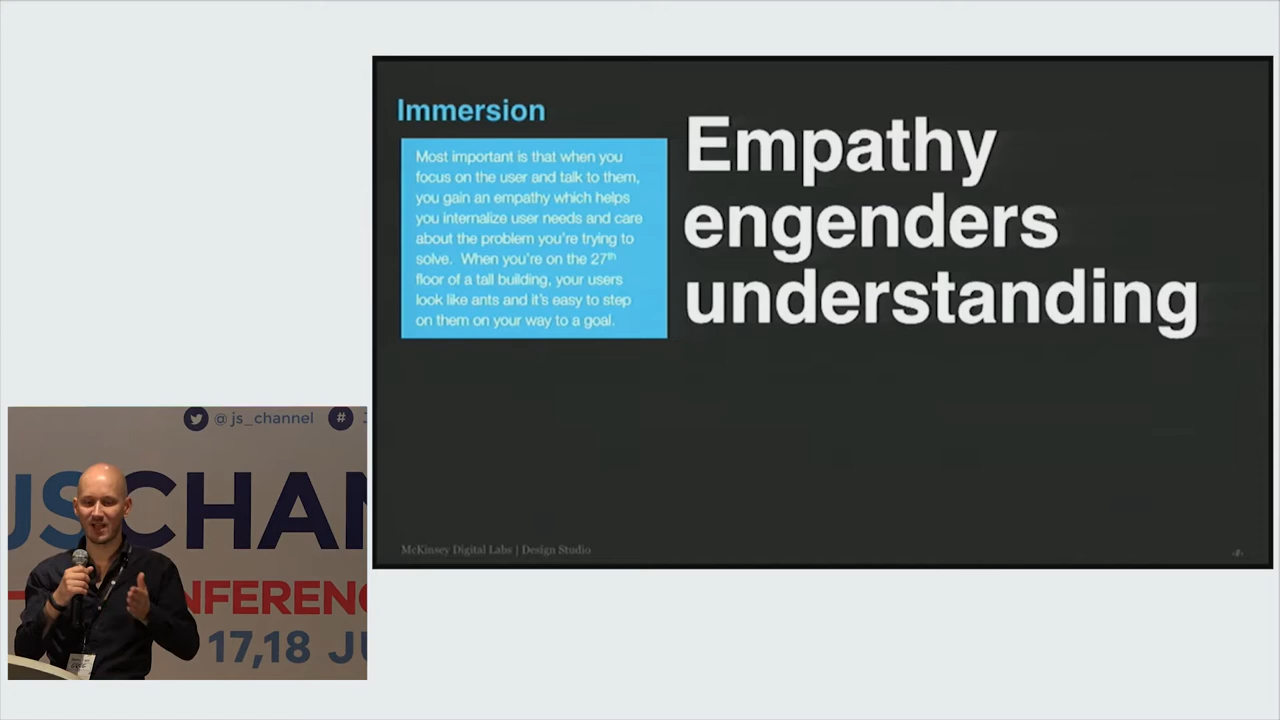 Immersion
Most important is that when you
focus on the user and talk to them,
you gain an empathy which helps
you internalize user needs and care
about the problem you're trying to
solve. When you're on the 27th
floor of a tall building, your users
look like ants and it's easy to step
on them on your way to a goal.
Empathy
engenders
understanding
McKinsey Digital Labs | Design Studio
@js_channel #
JSCHAN
NFERENC
17,18 JU